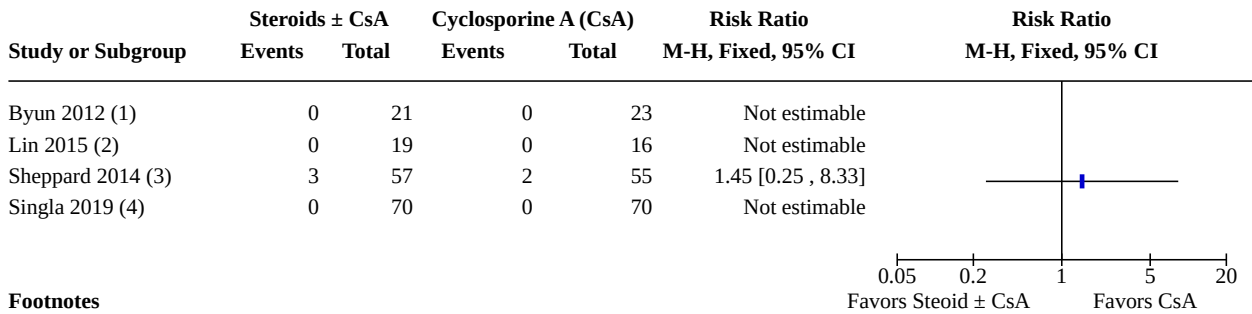 Steroids ± CsA Cyclosporine A (CsA) Risk Ratio Risk Ratio
Study or Subgroup Events Total Events Total M-H, Fixed, 95% CI M-H, Fixed, 95% CI
Byun 2012 (1) 0 21 0 23 Not estimable
Lin 2015 (2) 0 19 0 16 Not estimable
Sheppard 2014 (3) 3 57 2 55 1.45 [0.25 , 8.33]
Singla 2019 (4) 0 70 0 70 Not estimable
0.05 0.2 1 5 20
Footnotes Favors Steoid ± CsA Favors CsA